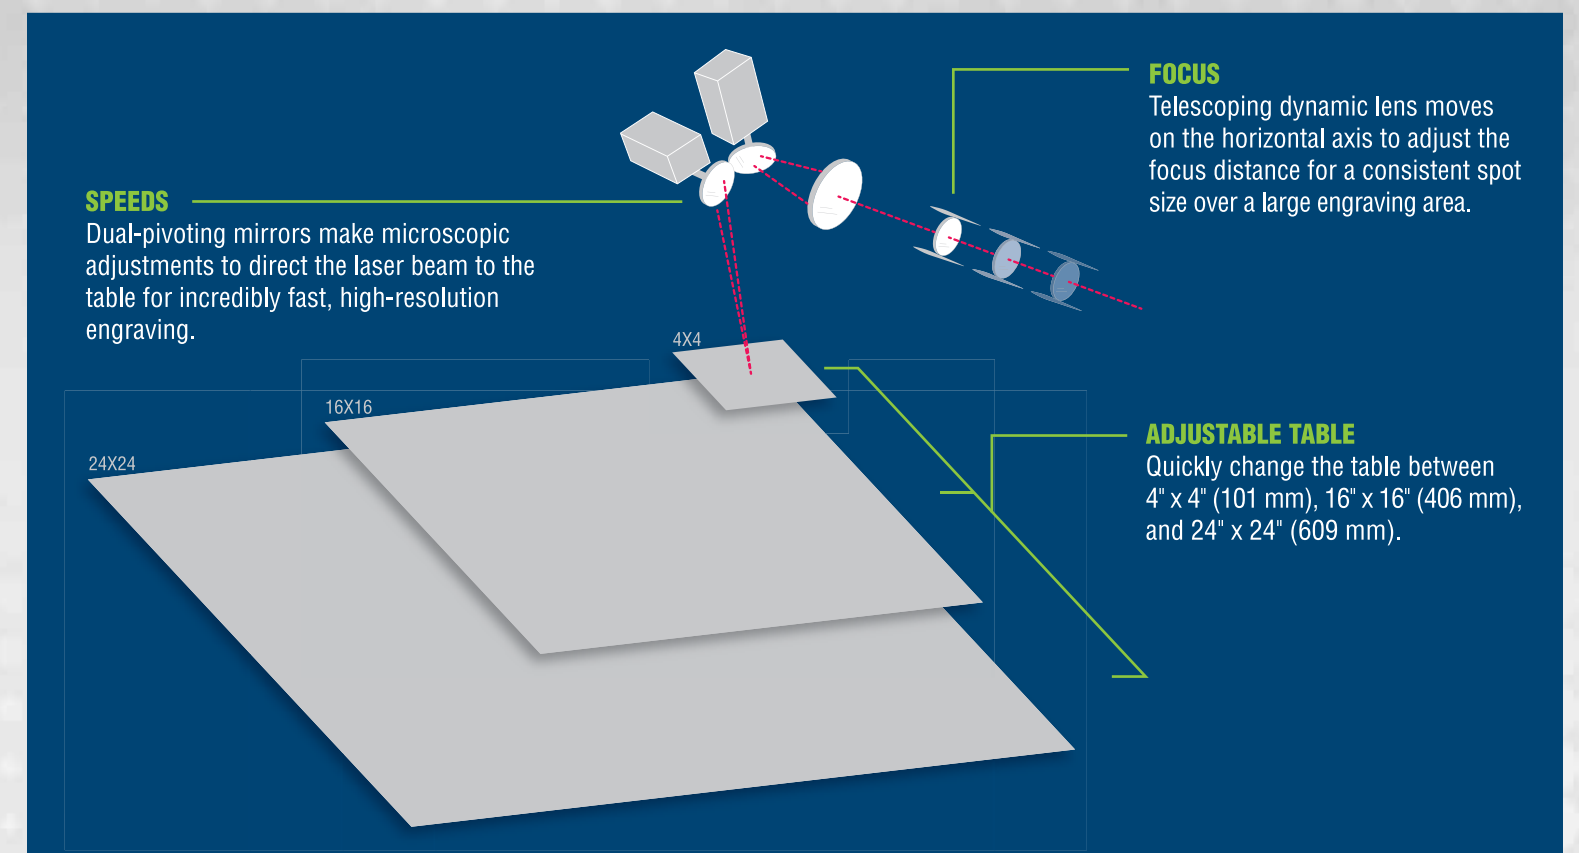 FOCUS
Telescoping dynamic lens moves
on the horizontal axis to adjust the
focus distance for a consistent spot
size over a large engraving area.
SPEEDS
Dual-pivoting mirrors make microscopic
adjustments to direct the laser beam to the
table for incredibly fast, high-resolution
engraving.
4X4
16X16
24X24
ADJUSTABLE TABLE
Quickly change the table between
4" x 4" (101 mm), 16" x 16" (406 mm),
and 24" x 24" (609 mm).